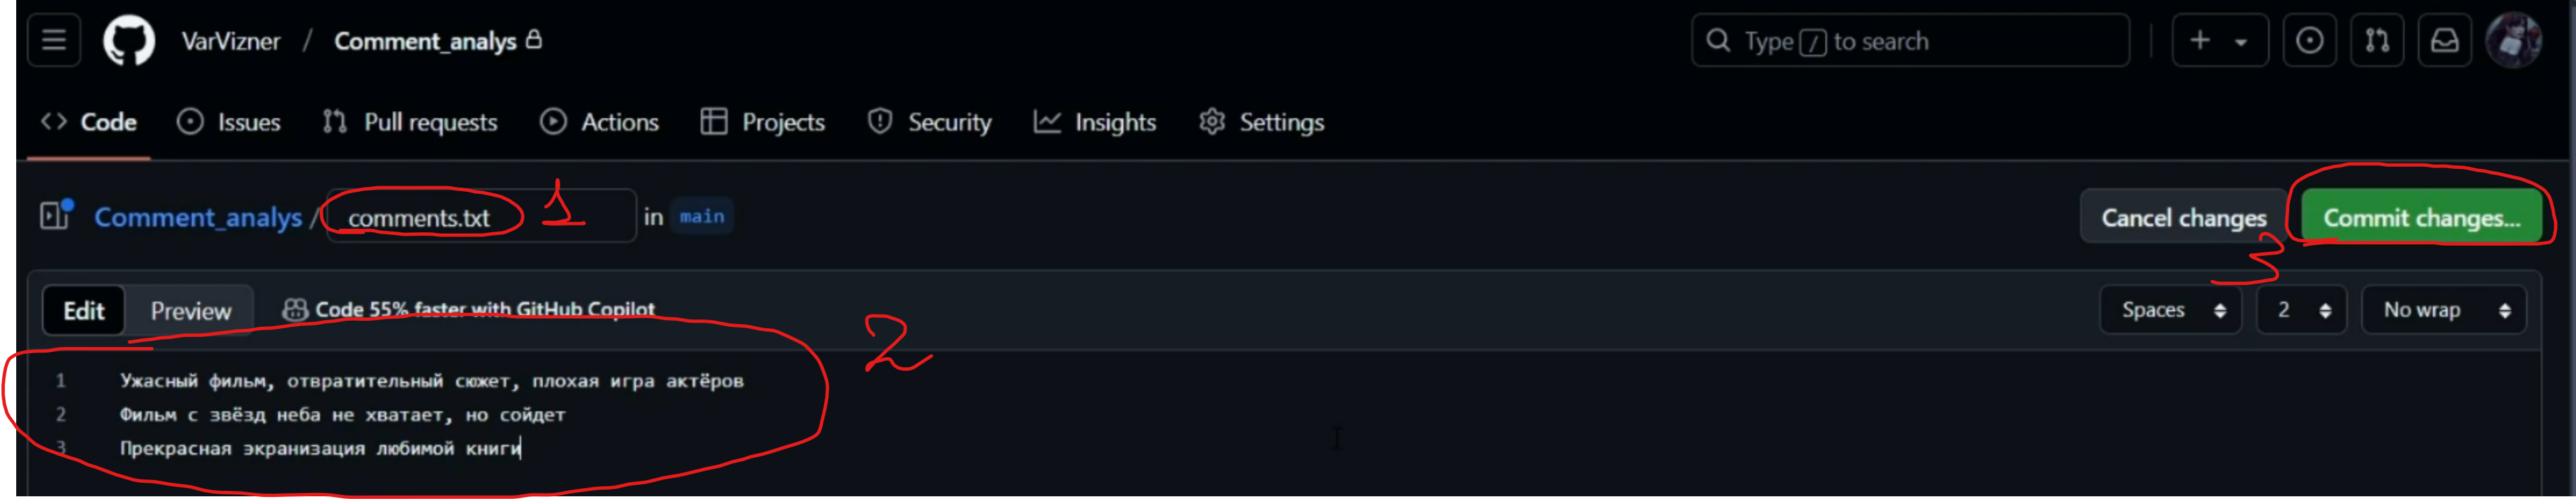 VarVizner / Comment_analys
Type / to search
Code Issues Pull requests Actions Projects Security Insights Settings
Comment_analys / comments.txt 1 in main
Cancel changes Commit changes...
3
Edit Preview Code 55% faster with GitHub Copilot
Spaces 2 No wrap
2
1 Ужасный фильм, отвратительный сюжет, плохая игра актёров
2 Фильм с звёзд неба не хватает, но сойдет
3 Прекрасная экранизация любимой книги